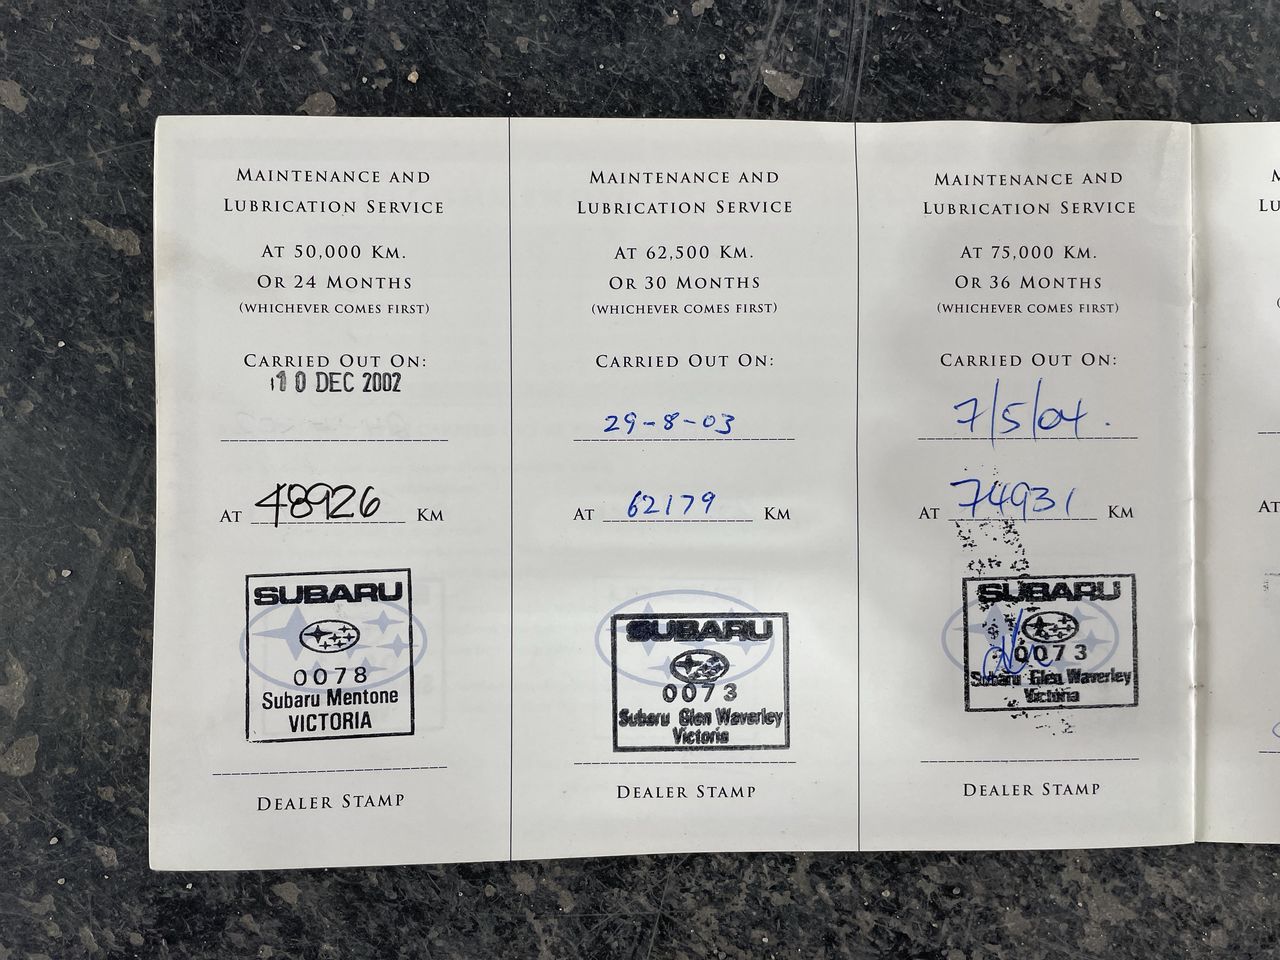 MAINTENANCE AND
LUBRICATION SERVICE
AT 50,000 KM.
OR 24 MONTHS
(WHICHEVER COMES FIRST)
CARRIED OUT ON:
10 DEC 2002
AT 48926 KM
SUBARU
0078
Subaru Mentone
VICTORIA
DEALER STAMP
MAINTENANCE AND
LUBRICATION SERVICE
AT 62,500 KM.
OR 30 MONTHS
(WHICHEVER COMES FIRST)
CARRIED OUT ON:
29-8-03
AT 62179 KM
SUBARU
0073
Subaru Glen Waverley
Victoria
DEALER STAMP
MAINTENANCE AND
LUBRICATION SERVICE
AT 75,000 KM.
OR 36 MONTHS
(WHICHEVER COMES FIRST)
CARRIED OUT ON:
7/5/04.
AT 74931 KM
SUBARU
0073
Subaru Glen Waverley
Victoria
DEALER STAMP
AT